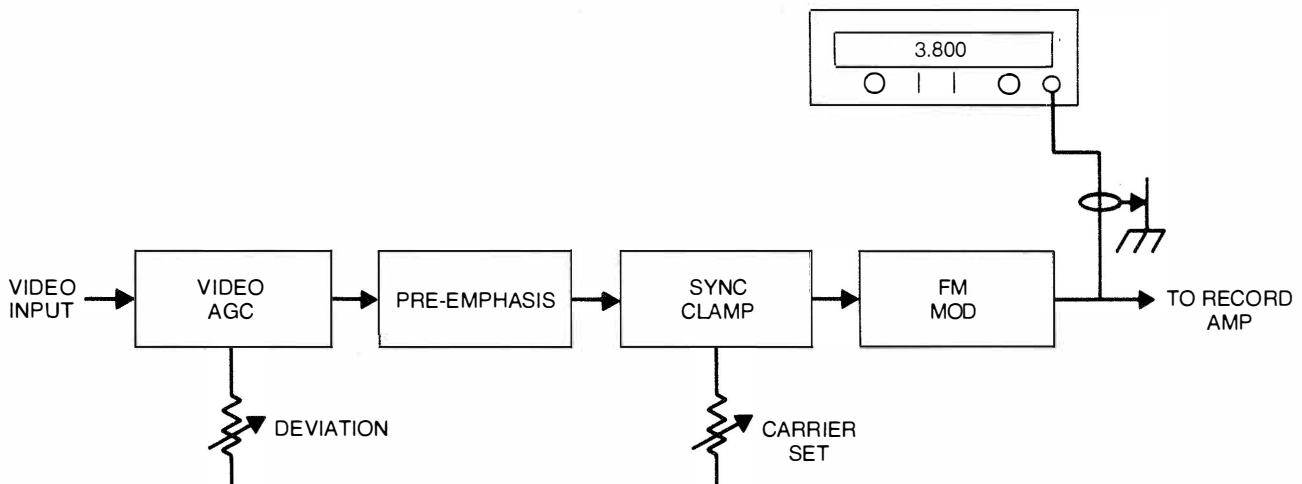 3.800
VIDEO
INPUT
VIDEO
AGC
PRE-EMPHASIS
SYNC
CLAMP
FM
MOD
TO RECORD
AMP
DEVIATION
CARRIER
SET